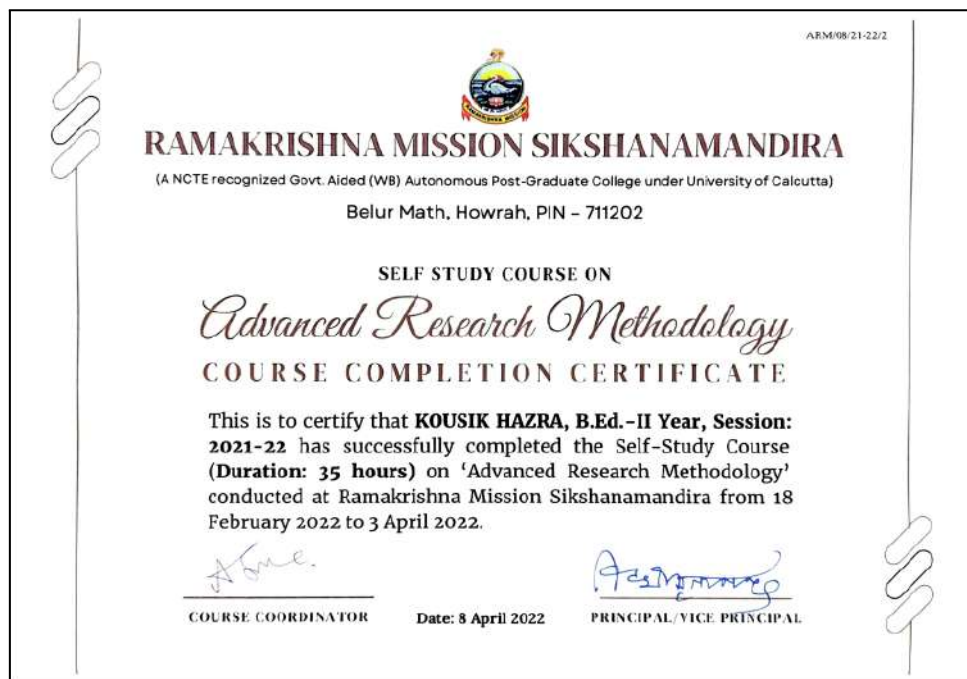 ARM/08/21-22/2
RAMAKRISHNA MISSION
RAMAKRISHNA MISSION SIKSHANAMANDIRA
(A NCTE recognized Govt. Aided (WB) Autonomous Post-Graduate College under University of Calcutta)
Belur Math, Howrah, PIN – 711202
SELF STUDY COURSE ON
Advanced Research Methodology
COURSE COMPLETION CERTIFICATE
This is to certify that KOUSIK HAZRA, B.Ed.-II Year, Session:
2021-22 has successfully completed the Self-Study Course
(Duration: 35 hours) on ‘Advanced Research Methodology’
conducted at Ramakrishna Mission Sikshanamandira from 18
February 2022 to 3 April 2022.
COURSE COORDINATOR Date: 8 April 2022 PRINCIPAL/VICE PRINCIPAL